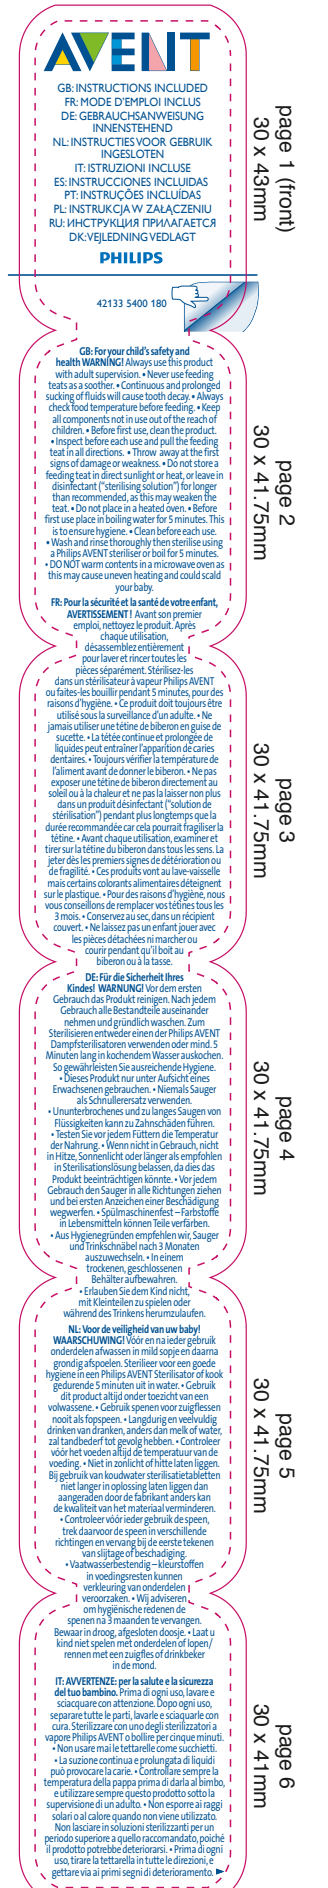 AVENT
GB: INSTRUCTIONS INCLUDED
FR: MODE D'EMPLOI INCLUS
DE: GEBRAUCHSANWEISUNG
INNENSTEHEND
NL: INSTRUCTIES VOOR GEBRUIK
INGESLOTEN
IT: ISTRUZIONI INCLUSE
ES: INSTRUCCIONES INCLUIDAS
PT: INSTRUÇÕES INCLUÍDAS
PL: INSTRUKCJA W ZAŁĄCZENIU
RU: ИНСТРУКЦИЯ ПРИЛАГАЕТСЯ
DK: VEJLEDNING VEDLAGT
PHILIPS
page 1 (front)
30 x 43mm
42133 5400 180
GB: For your child's safety and
health WARNING! Always use this product
with adult supervision. • Never use feeding
teats as a soother. • Continuous and prolonged
sucking of fluids will cause tooth decay. • Always
check food temperature before feeding. • Keep
all components not in use out of the reach of
children. • Before first use, clean the product.
• Inspect before each use and pull the feeding
teat in all directions. • Throw away at the first
signs of damage or weakness. • Do not store a
feeding teat in direct sunlight or heat, or leave in
disinfectant ("sterilising solution") for longer
than recommended, as this may weaken the
teat. • Do not place in a heated oven. • Before
first use place in boiling water for 5 minutes. This
is to ensure hygiene. • Clean before each use.
• Wash and rinse thoroughly then sterilise using
a Philips AVENT steriliser or boil for 5 minutes.
• DO NOT warm contents in a microwave oven as
this may cause uneven heating and could scald
your baby.
page 2
30 x 41.75mm
FR: Pour la sécurité et la santé de votre enfant,
AVERTISSEMENT ! Avant son premier
emploi, nettoyez le produit. Après
chaque utilisation,
désassemblez entièrement
pour laver et rincer toutes les
pièces séparément. Stérilisez-les
dans un stérilisateur à vapeur Philips AVENT
ou faites-les bouillir pendant 5 minutes, pour des
raisons d'hygiène. • Ce produit doit toujours être
utilisé sous la surveillance d'un adulte. • Ne
jamais utiliser une tétine de biberon en guise de
sucette. • La tétée continue et prolongée de
liquides peut entraîner l'apparition de caries
dentaires. • Toujours vérifier la température de
l'aliment avant de donner le biberon. • Ne pas
exposer une tétine de biberon directement au
soleil ou à la chaleur et ne pas la laisser non plus
dans un produit désinfectant ("solution de
stérilisation") pendant plus longtemps que la
durée recommandée car cela pourrait fragiliser la
tétine. • Avant chaque utilisation, examiner et
tirer sur la tétine du biberon dans tous les sens. La
jeter dès les premiers signes de détérioration ou
de fragilité. • Ces produits vont au lave-vaisselle
mais certains colorants alimentaires déteignent
sur le plastique. • Pour des raisons d'hygiène, nous
vous conseillons de remplacer vos tétines tous les
3 mois. • Conservez au sec, dans un récipient
couvert. • Ne laissez pas un enfant jouer avec
les pièces détachées ni marcher ou
courir pendant qu'il boit au
biberon ou à la tasse.
page 3
30 x 41.75mm
DE: Für die Sicherheit Ihres
Kindes! WARNUNG! Vor dem ersten
Gebrauch das Produkt reinigen. Nach jedem
Gebrauch alle Bestandteile auseinander
nehmen und gründlich waschen. Zum
Sterilisieren entweder einen der Philips AVENT
Dampfsterilisatoren verwenden oder mind. 5
Minuten lang in kochendem Wasser auskochen.
So gewährleisten Sie ausreichende Hygiene.
• Dieses Produkt nur unter Aufsicht eines
Erwachsenen gebrauchen. • Niemals Sauger
als Schnullerersatz verwenden.
• Ununterbrochenes und zu langes Saugen von
Flüssigkeiten kann zu Zahnschäden führen.
• Testen Sie vor jedem Füttern die Temperatur
der Nahrung. • Wenn nicht in Gebrauch, nicht
in Hitze, Sonnenlicht oder länger als empfohlen
in Sterilisationslösung belassen, da dies das
Produkt beeinträchtigen könnte. • Vor jedem
Gebrauch den Sauger in alle Richtungen ziehen
und bei ersten Anzeichen einer Beschädigung
wegwerfen. • Spülmaschinenfest – Farbstoffe
in Lebensmitteln können Teile verfärben.
• Aus Hygienegründen empfehlen wir, Sauger
und Trinkschnäbel nach 3 Monaten
auszuwechseln. • In einem
trockenen, geschlossenen
Behälter aufbewahren.
• Erlauben Sie dem Kind nicht,
mit Kleinteilen zu spielen oder
während des Trinkens herumzulaufen.
page 4
30 x 41.75mm
NL: Voor de veiligheid van uw baby!
WAARSCHUWING! Vóór en na ieder gebruik
onderdelen afwassen in mild sopje en daarna
grondig afspoelen. Steriliseer voor een goede
hygiene in een Philips AVENT Sterilisator of kook
gedurende 5 minuten uit in water. • Gebruik
dit product altijd onder toezicht van een
volwassene. • Gebruik spenen voor zuigflessen
nooit als fopspeen. • Langdurig en veelvuldig
drinken van dranken, anders dan melk of water,
zal tandbederf tot gevolg hebben. • Controleer
vóór het voeden altijd de temperatuur van de
voeding. • Niet in zonlicht of hitte laten liggen.
Bij gebruik van koudwater sterilisatietabletten
niet langer in oplossing laten liggen dan
aangeraden door de fabrikant anders kan
de kwaliteit van het materiaal verminderen.
• Controleer vóór ieder gebruik de speen,
trek daarvoor de speen in verschillende
richtingen en vervang bij de eerste tekenen
van slijtage of beschadiging.
• Vaatwasserbestendig – kleurstoffen
in voedingsresten kunnen
verkleuring van onderdelen
veroorzaken. • Wij adviseren
om hygiënische redenen de
spenen na 3 maanden te vervangen.
Bewaar in droog, afgesloten doosje. • Laat u
kind niet spelen met onderdelen of lopen/
rennen met een zuigfles of drinkbeker
in de mond.
page 5
30 x 41.75mm
IT: AVVERTENZE: per la salute e la sicurezza
del tuo bambino. Prima di ogni uso, lavare e
sciacquare con attenzione. Dopo ogni uso,
separare tutte le parti, lavarle e sciacquarle con
cura. Sterilizzare con uno degli sterilizzatori a
vapore Philips AVENT o bollire per cinque minuti.
• Non usare mai le tettarelle come succhietti.
• La suzione continua e prolungata di liquidi
può provocare la carie. • Controllare sempre la
temperatura della pappa prima di darla al bimbo,
e utilizzare sempre questo prodotto sotto la
supervisione di un adulto. • Non esporre ai raggi
solari o al calore quando non viene utilizzato.
Non lasciare in soluzioni sterilizzanti per un
periodo superiore a quello raccomandato, poiché
il prodotto potrebbe deteriorarsi. • Prima di ogni
uso, tirare la tettarella in tutte le direzioni, e
gettare via ai primi segni di deterioramento. ►
page 6
30 x 41mm